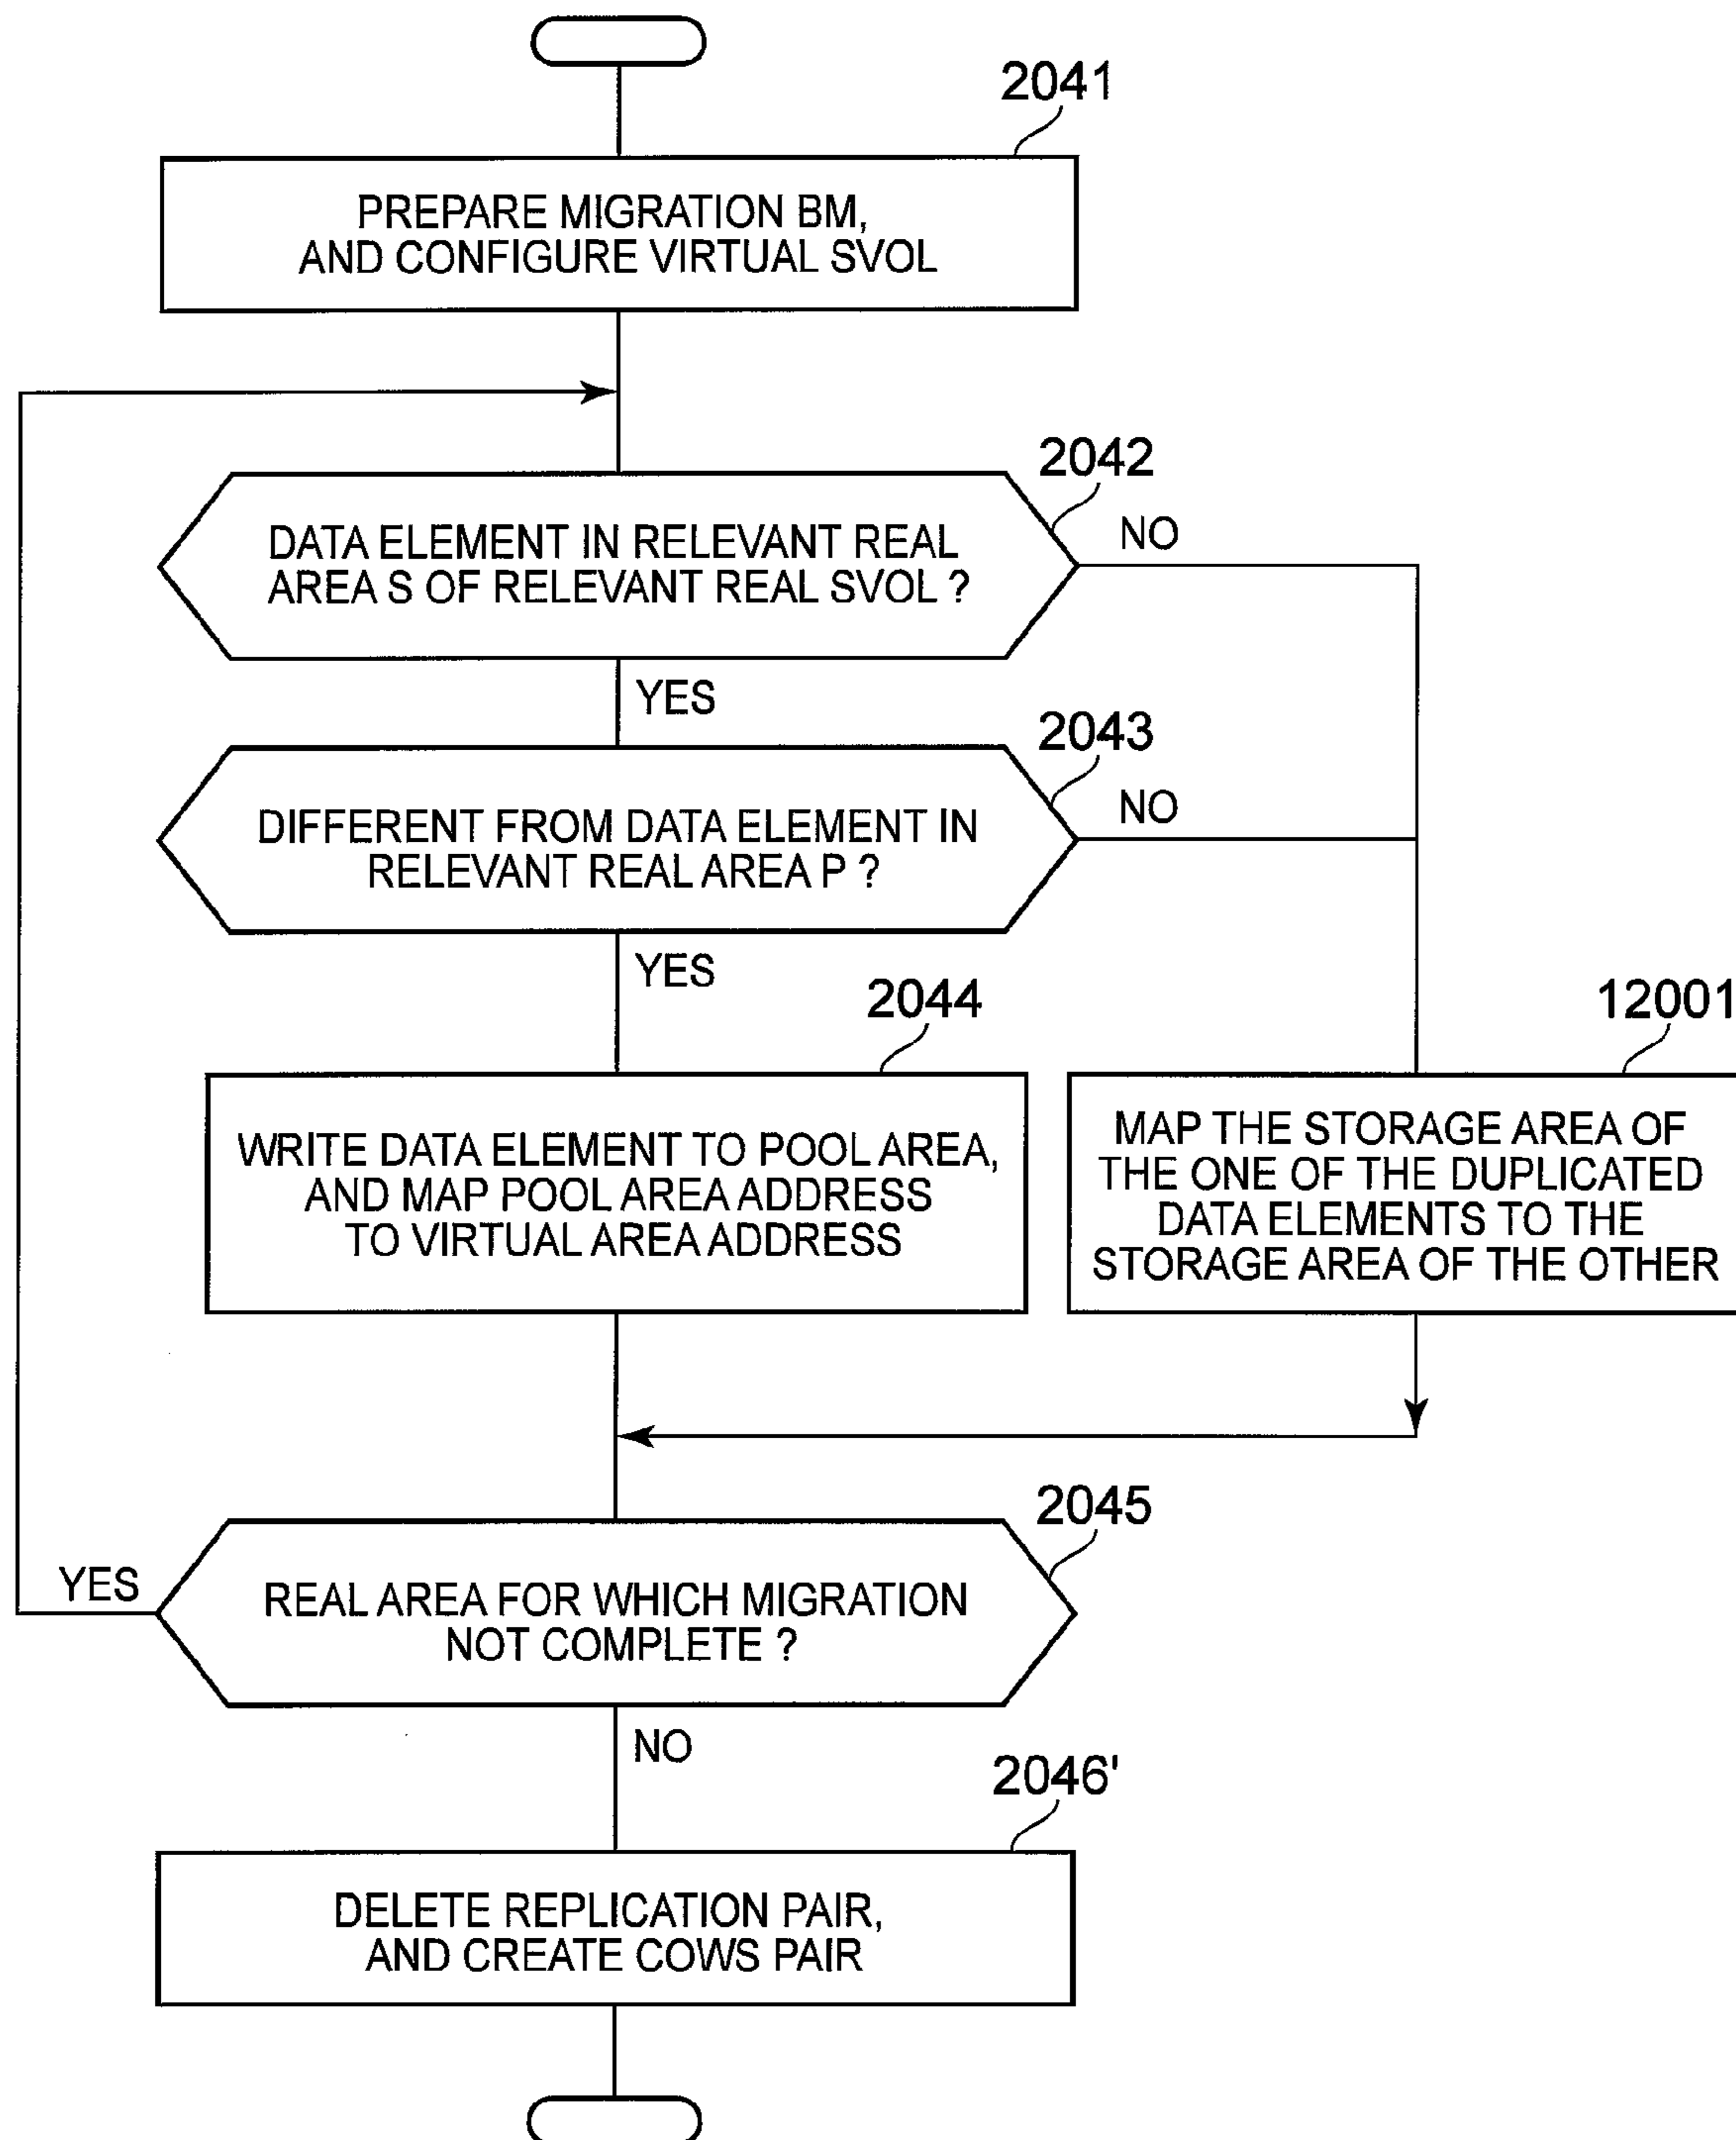 2041
PREPARE MIGRATION BM,
AND CONFIGURE VIRTUAL SVOL
2042
DATA ELEMENT IN RELEVANT REAL
AREA S OF RELEVANT REAL SVOL ?
NO
YES
2043
DIFFERENT FROM DATA ELEMENT IN
RELEVANT REAL AREA P ?
NO
YES
2044
WRITE DATA ELEMENT TO POOL AREA,
AND MAP POOL AREA ADDRESS
TO VIRTUAL AREA ADDRESS
12001
MAP THE STORAGE AREA OF
THE ONE OF THE DUPLICATED
DATA ELEMENTS TO THE
STORAGE AREA OF THE OTHER
2045
REAL AREA FOR WHICH MIGRATION
NOT COMPLETE ?
YES
NO
2046'
DELETE REPLICATION PAIR,
AND CREATE COWS PAIR